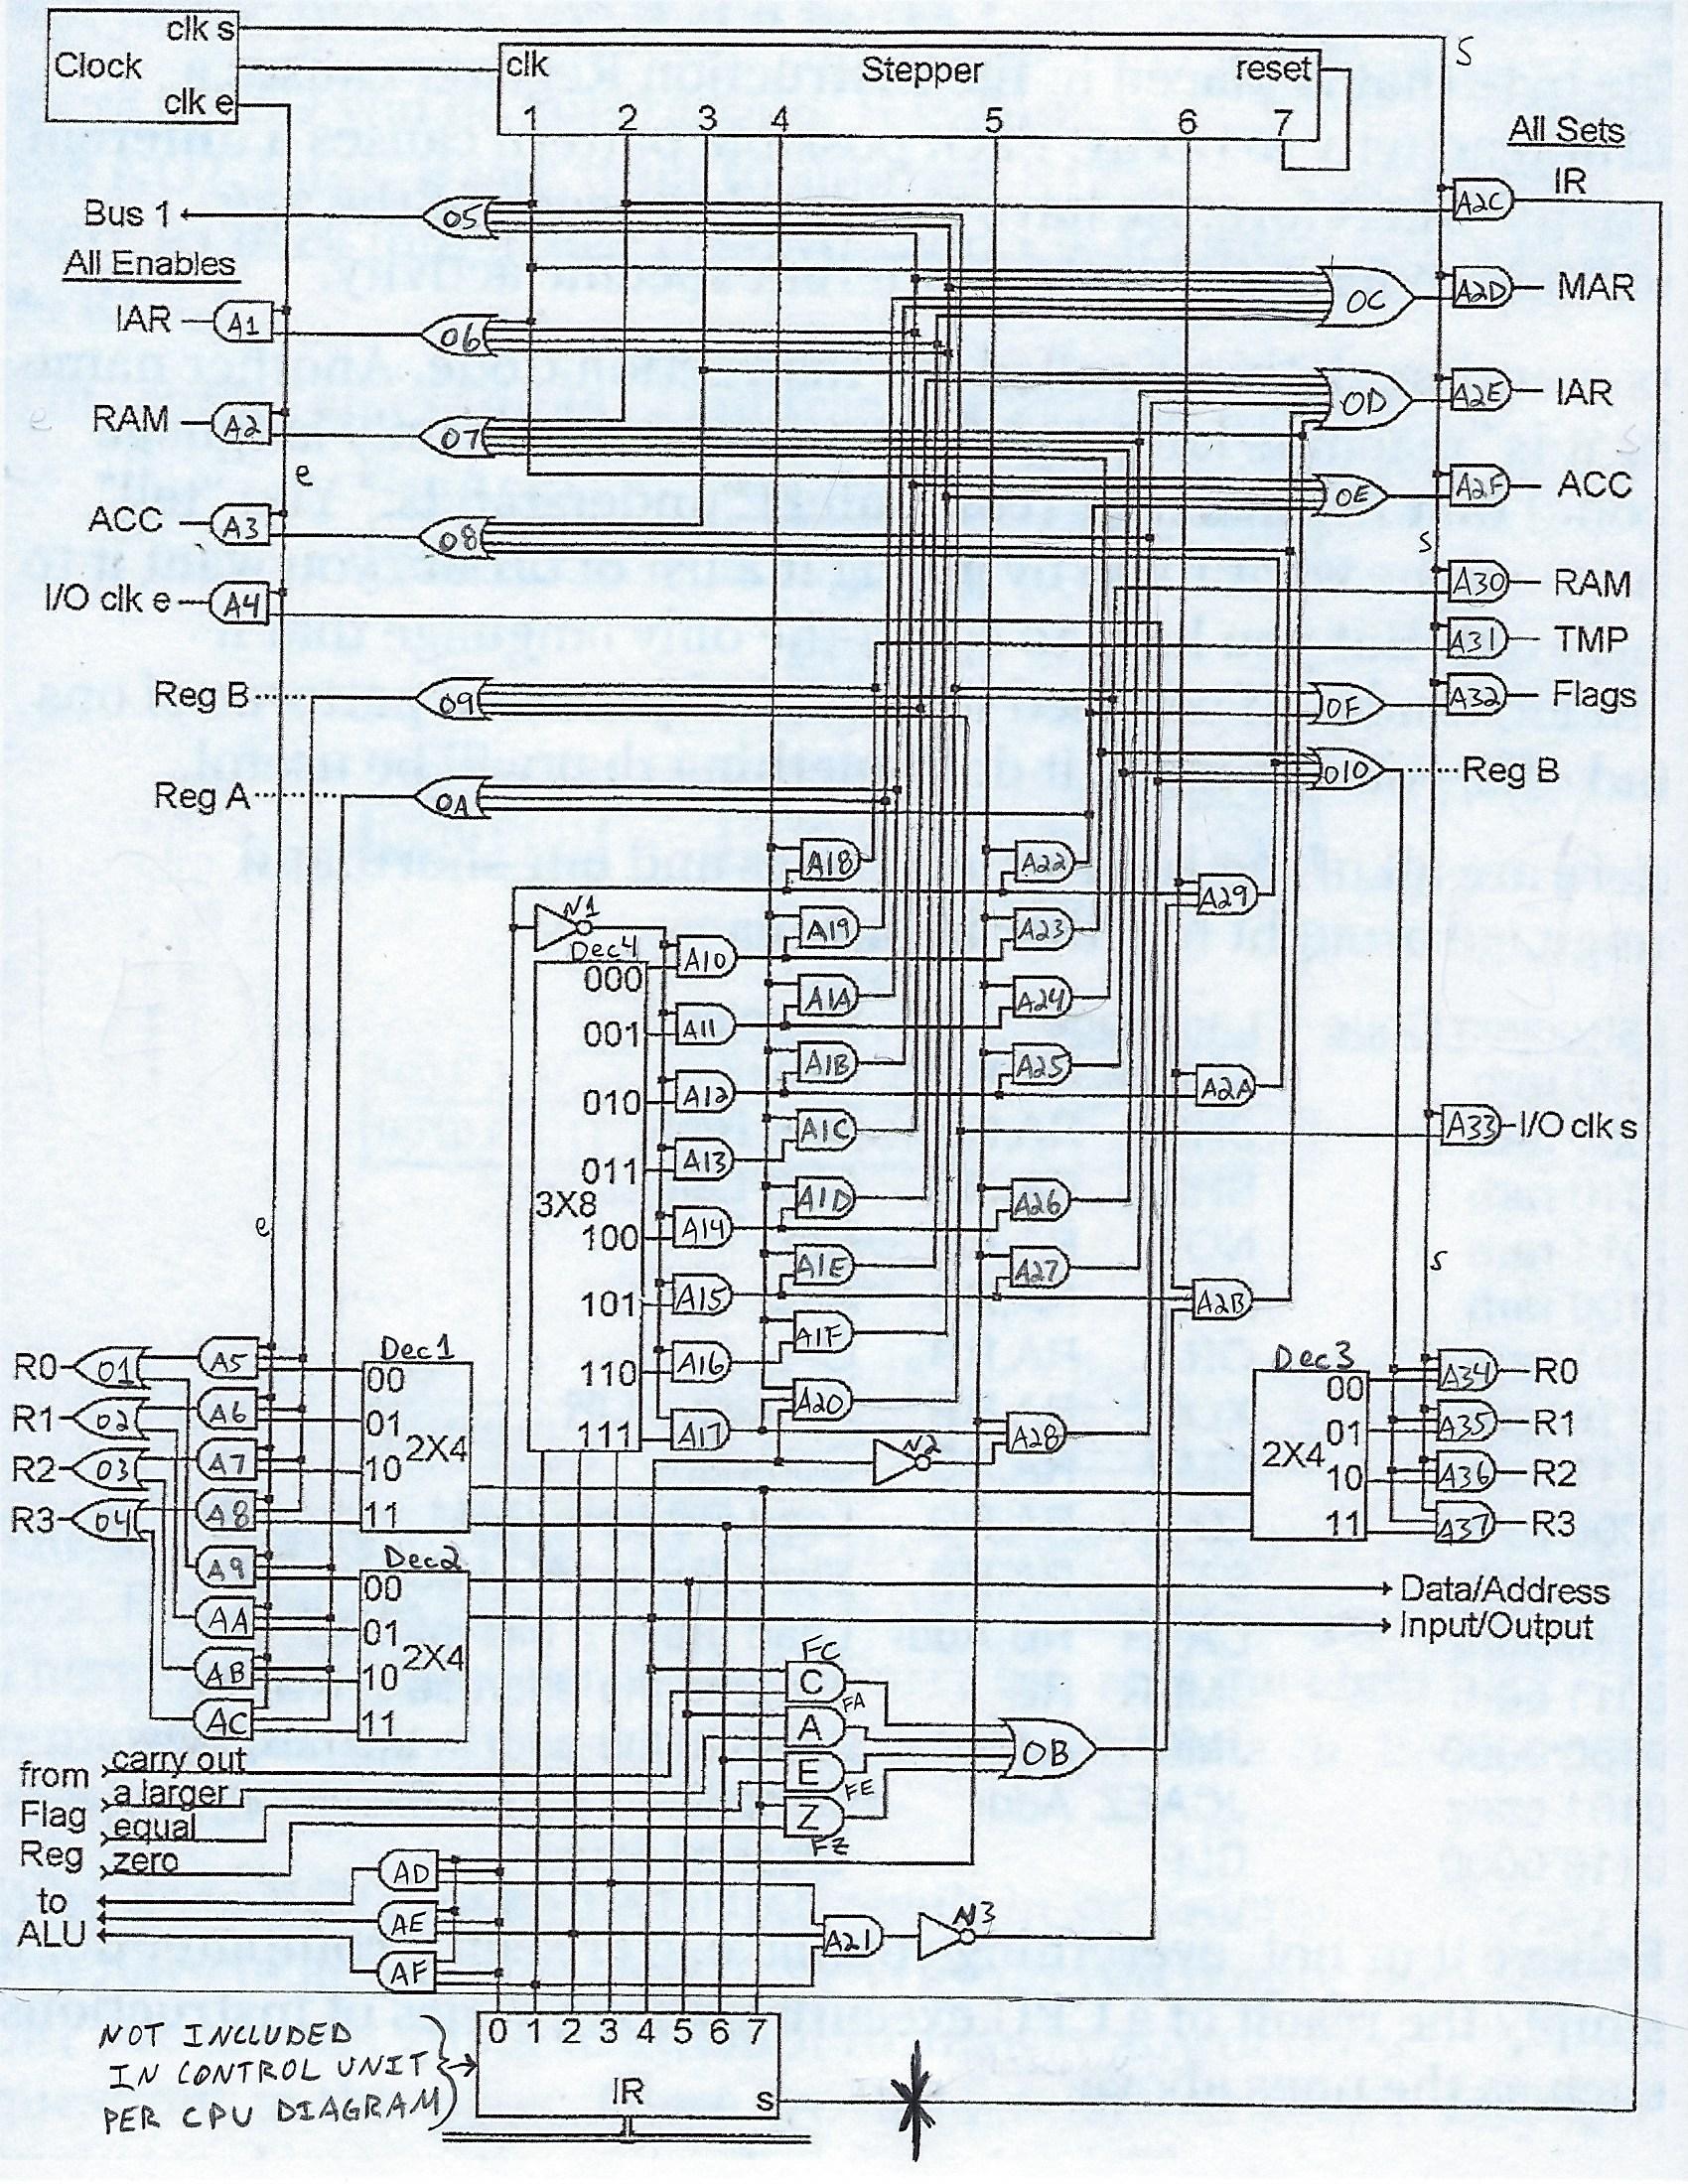 clk s
Clock
clk e
clk
Stepper
reset
1 2 3 4 5 6 7
S
All Sets
Bus 1
O5
A2C
IR
All Enables
IAR
A1
O6
OC
A2D
MAR
RAM
A2
O7
OD
A2E
IAR
e
e
S
ACC
A3
O8
OE
A2F
ACC
S
I/O clk e
A4
A30
RAM
A31
TMP
Reg B
O9
OF
A32
Flags
Reg A
OA
O10
Reg B
A18
A22
A29
N1
A19
A23
Dec4
000
A10
A1A
A24
001
A11
A1B
A25
010
A12
A2A
A1C
A33
I/O clk s
011
A13
3X8
A1D
A26
100
A14
A1E
A27
e
S
101
A15
A2B
A1F
110
A16
A20
111
A17
N2
A28
Dec1
Dec3
R0
O1
A5
00
00
A34
R0
R1
O2
A6
01
01
A35
R1
R2
O3
A7
10
2X4
2X4
10
A36
R2
R3
O4
A8
11
11
A37
R3
Dec2
A9
00
Data/Address
AA
01
Input/Output
AB
10
2X4
AC
11
FC
C
FA
A
E
FE
Z
FZ
OB
from
Flag
Reg
carry out
a larger
equal
zero
to
ALU
AD
AE
AF
A21
N3
NOT INCLUDED
IN CONTROL UNIT
PER CPU DIAGRAM
0 1 2 3 4 5 6 7
IR
s